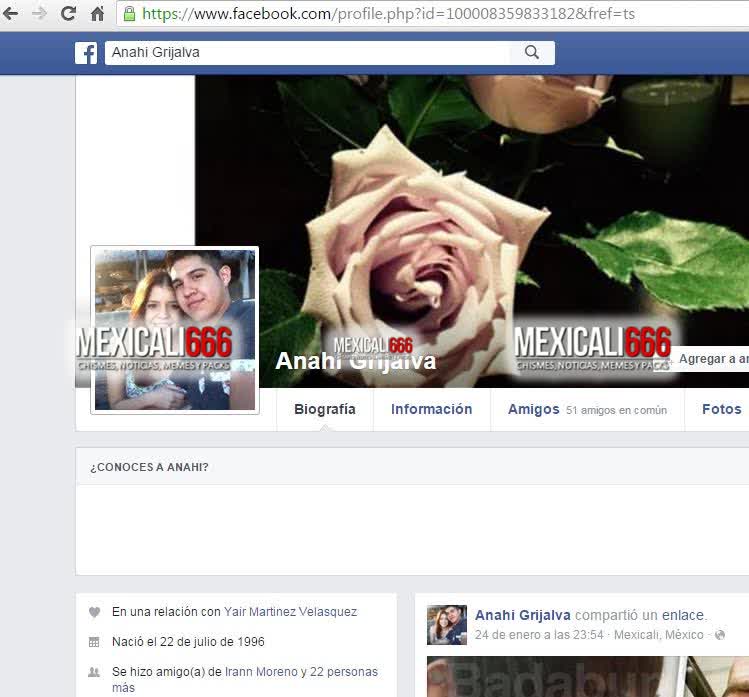 https://www.facebook.com/profile.php?id=100008359833182&fref=ts
Anahi Grijalva
MEXICALI666
CHISMES, NOTICIAS, MEMES Y PACKS
MEXICALI666
Anahi Grijalva
MEXICALI666
CHISMES, NOTICIAS, MEMES Y PACKS
Agregar a
Biografía
Información
Amigos 51 amigos en común
Fotos
¿CONOCES A ANAHI?
En una relación con Yair Martinez Velasquez
Nació el 22 de julio de 1996
Se hizo amigo(a) de Irann Moreno y 22 personas
más
Anahi Grijalva compartió un enlace.
24 de enero a las 23:54 · Mexicali, México ·